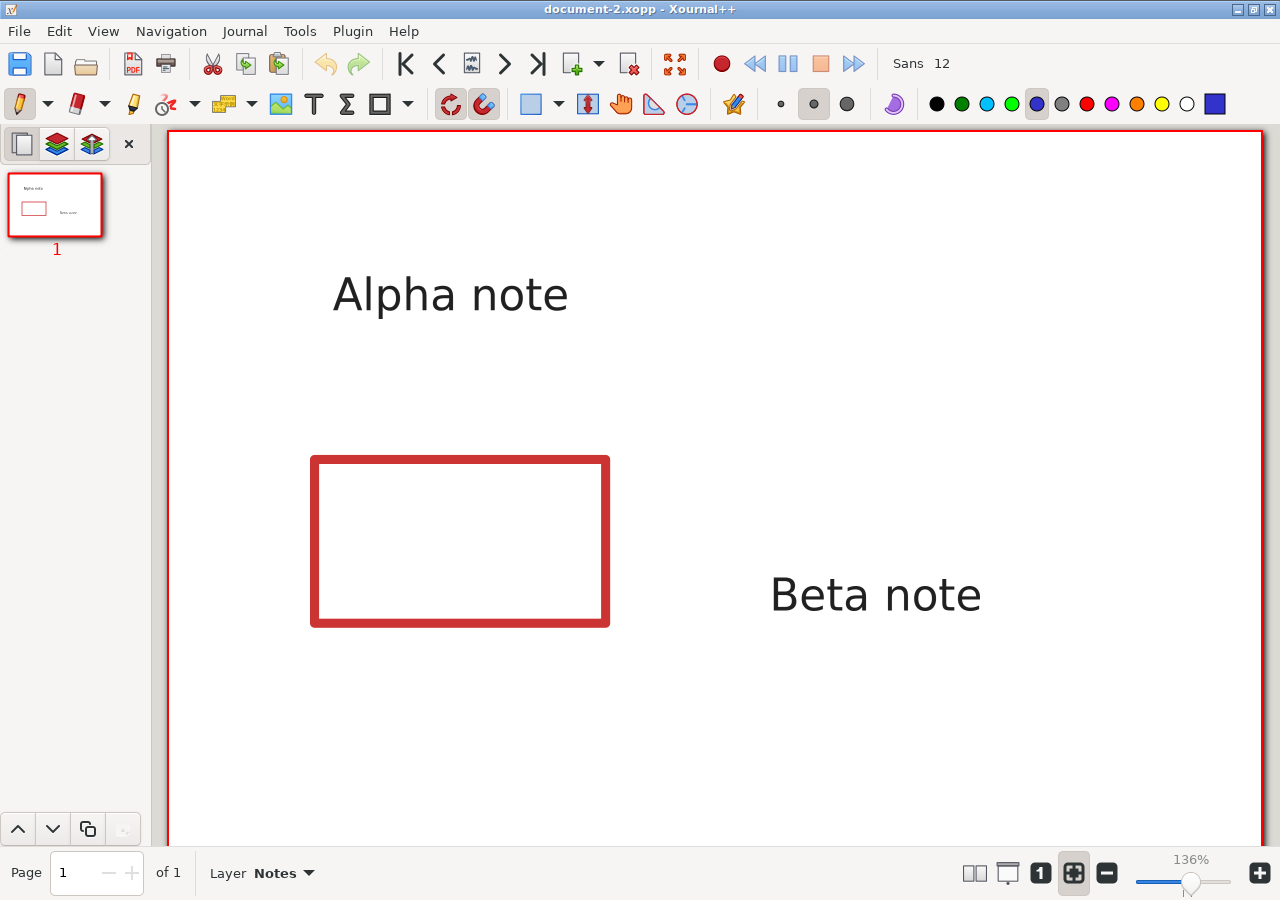 document-2.xopp - Xournal++
File Edit View Navigation Journal Tools Plugin Help
Sans 12
Alpha note
Beta note
1
Page 1 of 1 Layer Notes
136%